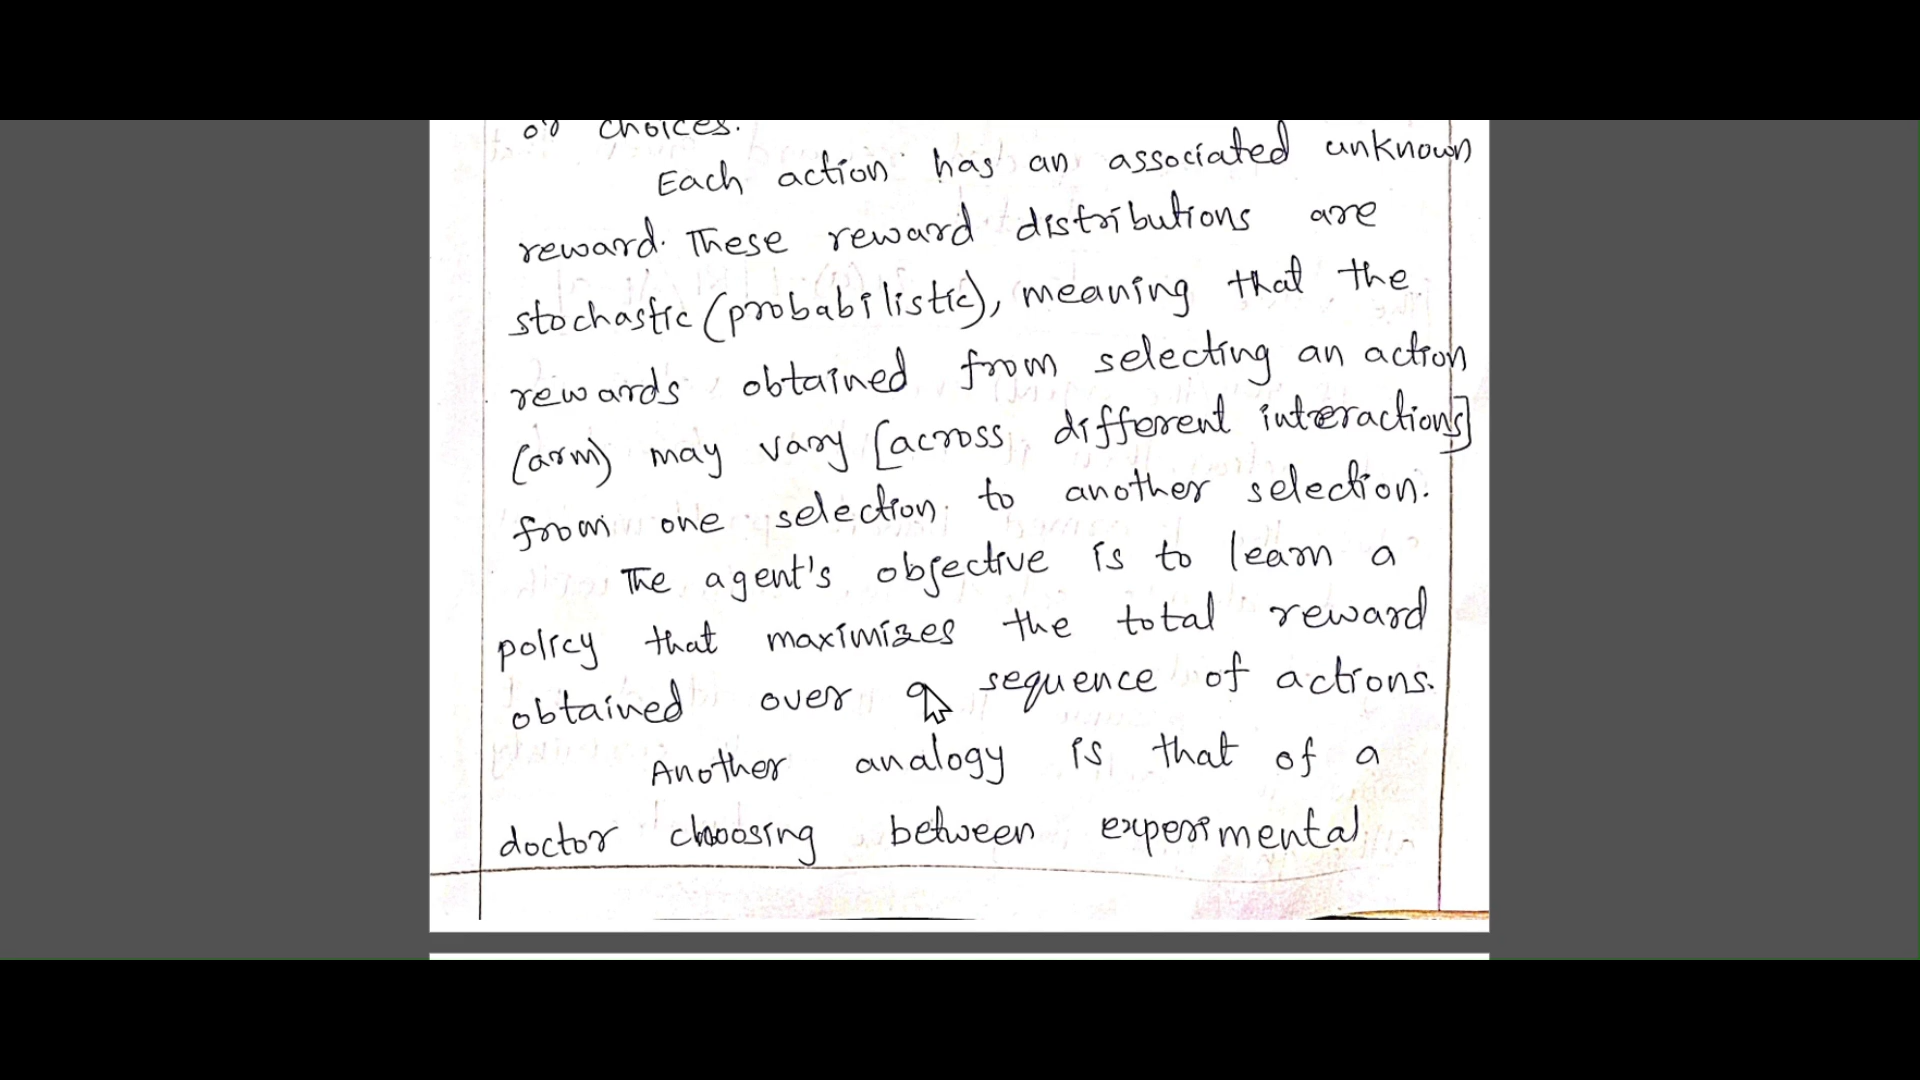 or choices.
Each action has an associated unknown
reward. These reward distributions are
stochastic (probabilistic), meaning that the
rewards obtained from selecting an action
(arm) may vary [across different interactions]
from one selection to another selection.
The agent's objective is to learn a
policy that maximizes the total reward
obtained over a sequence of actions.
Another analogy is that of a
doctor choosing between experimental